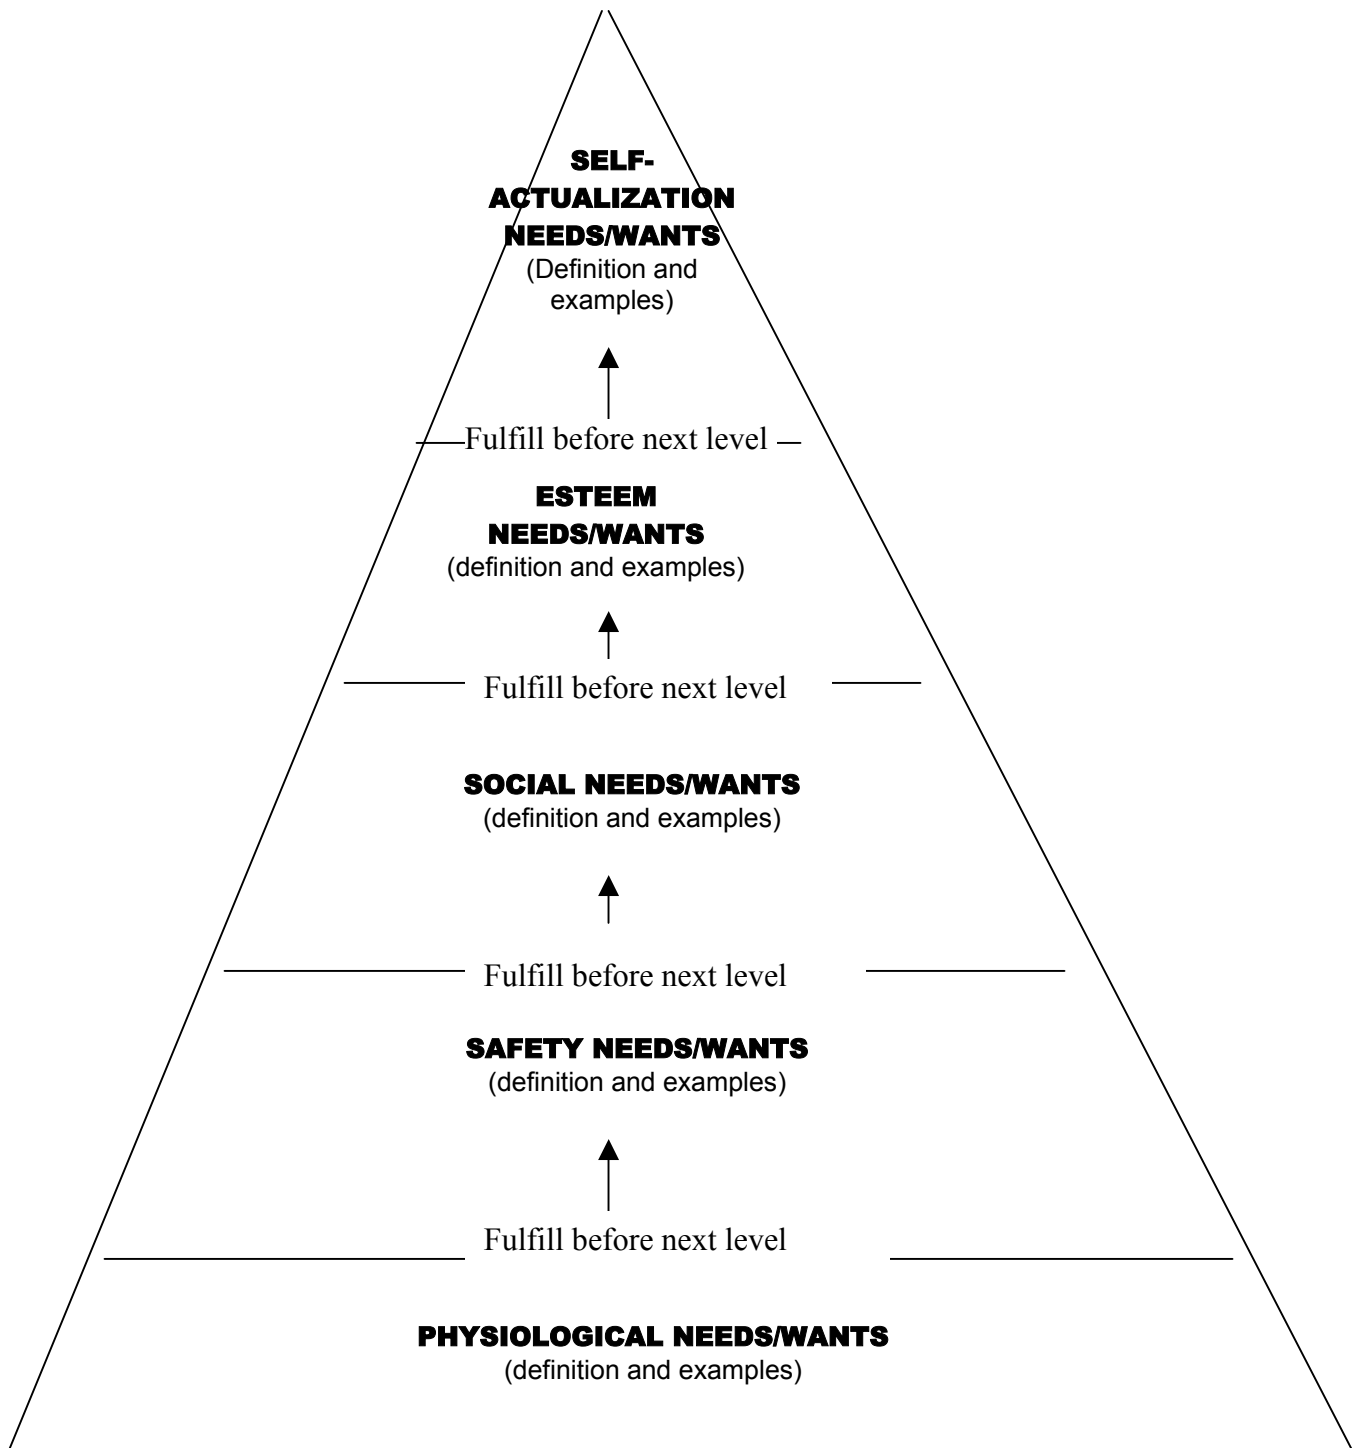 SELF-
ACTUALIZATION
NEEDS/WANTS
(Definition and
examples)
Fulfill before next level
ESTEEM
NEEDS/WANTS
(definition and examples)
Fulfill before next level
SOCIAL NEEDS/WANTS
(definition and examples)
Fulfill before next level
SAFETY NEEDS/WANTS
(definition and examples)
Fulfill before next level
PHYSIOLOGICAL NEEDS/WANTS
(definition and examples)